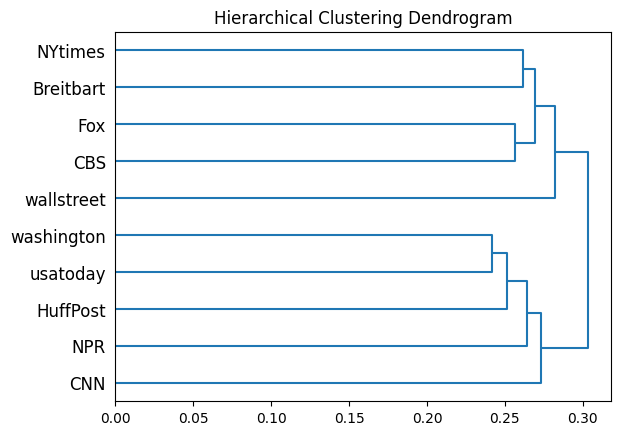 Hierarchical Clustering Dendrogram
NYtimes
Breitbart
Fox
CBS
wallstreet
washington
usatoday
HuffPost
NPR
CNN
0.00 0.05 0.10 0.15 0.20 0.25 0.30